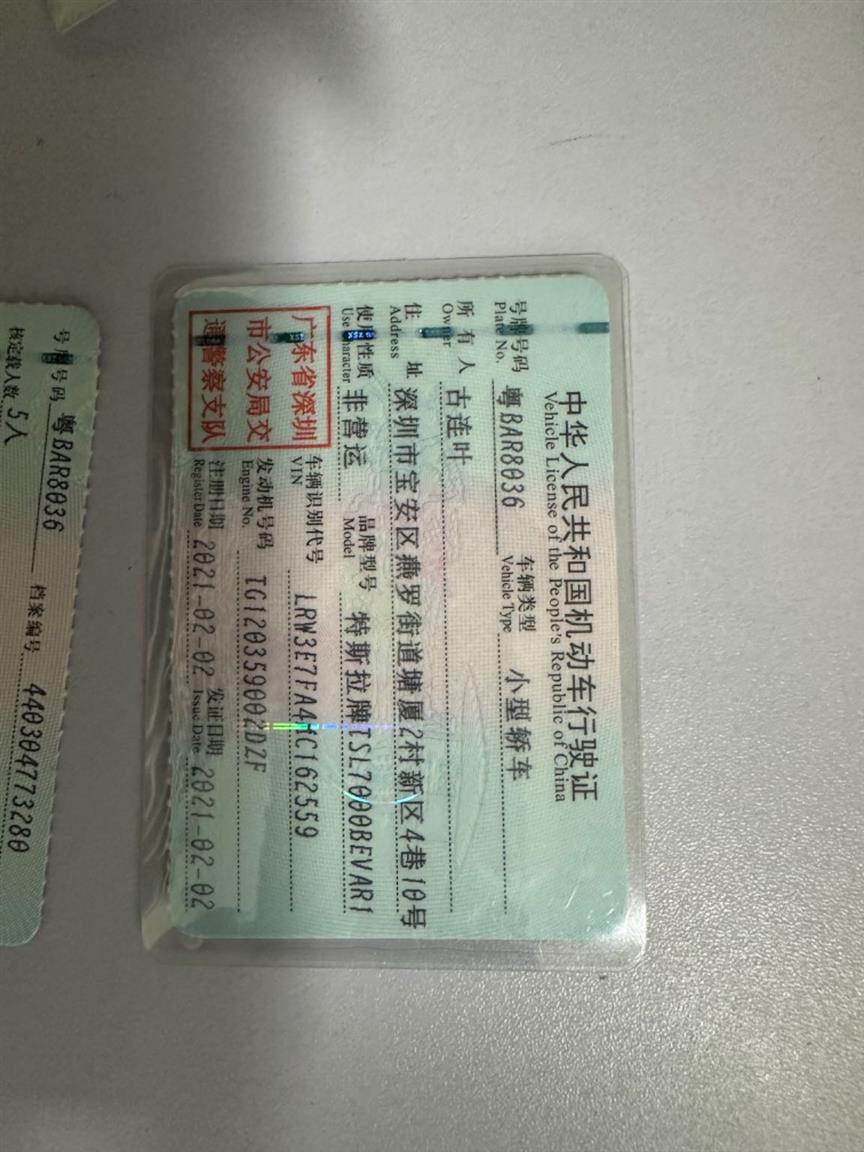 中华人民共和国机动车行驶证
Vehicle License of the People's Republic of China
号牌号码 粤BAR8036 车辆类型 小型轿车
Plate No. Vehicle Type
所有人 古连叶
Owner
住址 深圳市宝安区燕罗街道塘厦2村新区4巷10号
Address
使用性质 非营运 品牌型号 特斯拉牌TSL7000BEVAR1
Use Character Model
广东省深圳
市公安局交
通警察支队
车辆识别代号 LRW3E7FA4MC162559
VIN
发动机号码 TG120359002DZF
Engine No.
注册日期 2021-02-02 发证日期 2021-02-02
Register Date Issue Date
号牌号码 粤BAR8036 档案编号 440304773280
核定载人数 5人